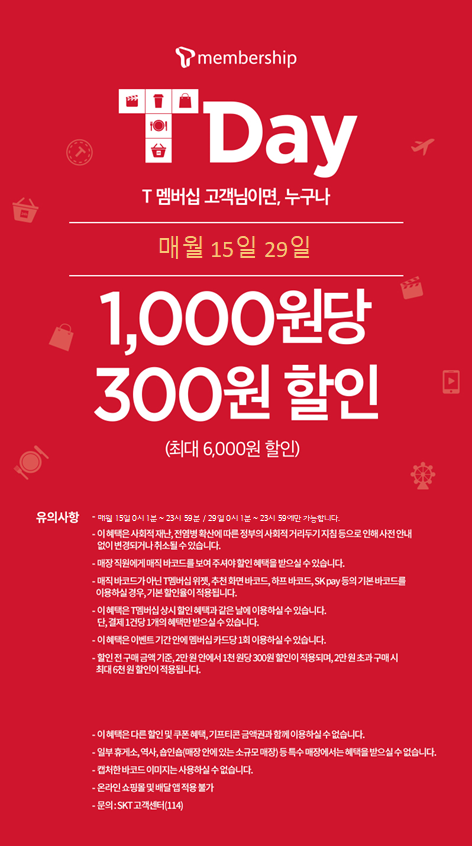 T membership
T Day
T 멤버십 고객님이면, 누구나
매월 15일 29일
1,000원당
300원 할인
(최대 6,000원 할인)
유의사항
- 매월 15일 0시 1분 ~ 23시 59분 / 29일 0시 1분 ~ 23시 59에만 가능합니다.
- 이 혜택은 사회적 재난, 전염병 확산에 따른 정부의 사회적 거리두기 지침 등으로 인해 사전 안내
없이 변경되거나 취소될 수 있습니다.
- 매장 직원에게 매직 바코드를 보여 주셔야 할인 혜택을 받으실 수 있습니다.
- 매직 바코드가 아닌 T멤버십 위젯, 추천 화면 바코드, 하프 바코드, SK pay 등의 기본 바코드를
이용하실 경우, 기본 할인율이 적용됩니다.
- 이 혜택은 T멤버십 상시 할인 혜택과 같은 날에 이용하실 수 있습니다.
단, 결제 1건당 1개의 혜택만 받으실 수 있습니다.
- 이 혜택은 이벤트 기간 안에 멤버십 카드당 1회 이용하실 수 있습니다.
- 할인 전 구매 금액 기준, 2만 원 안에서 1천 원당 300원 할인이 적용되며, 2만 원 초과 구매 시
최대 6천 원 할인이 적용됩니다.
- 이 혜택은 다른 할인 및 쿠폰 혜택, 기프티콘 금액권과 함께 이용하실 수 없습니다.
- 일부 휴게소, 역사, 숍인숍(매장 안에 있는 소규모 매장) 등 특수 매장에서는 혜택을 받으실 수 없습니다.
- 캡처한 바코드 이미지는 사용하실 수 없습니다.
- 온라인 쇼핑몰 및 배달 앱 적용 불가
- 문의 : SKT 고객센터(114)